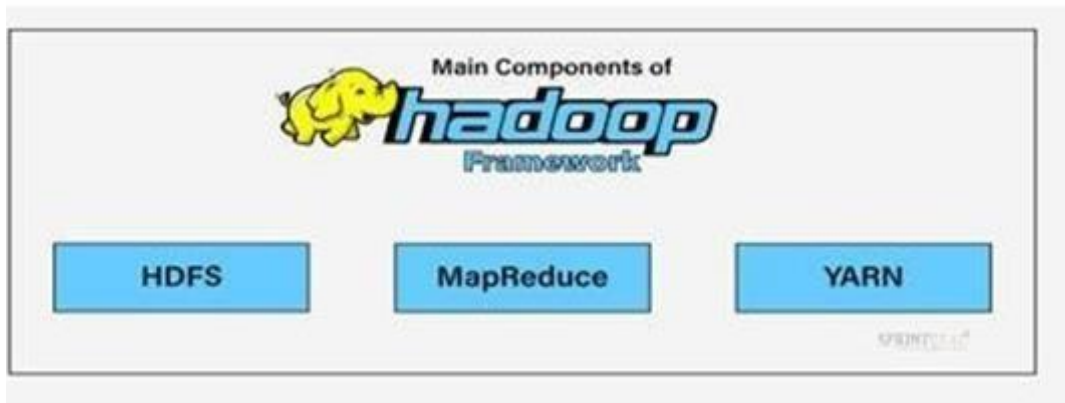 Main Components of
hadoop
Framework
HDFS
MapReduce
YARN